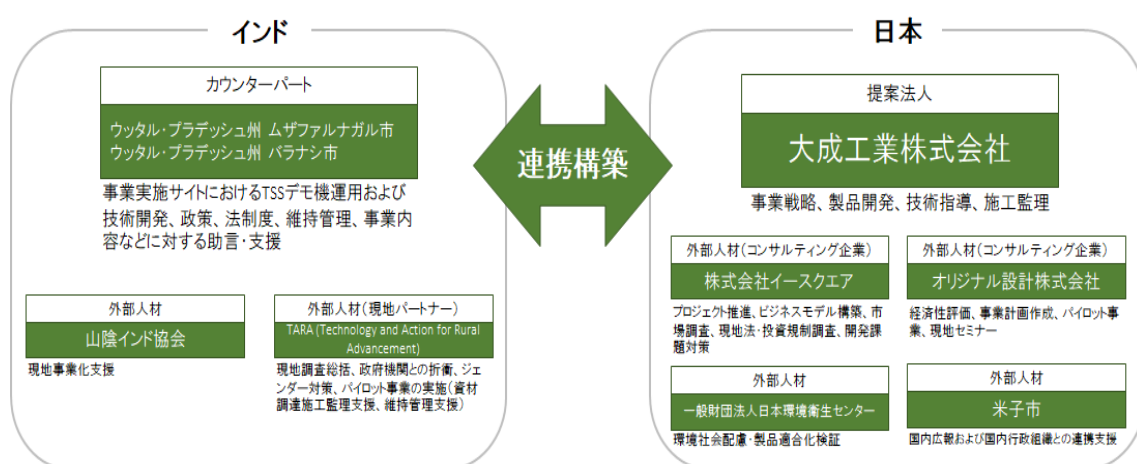 インド
カウンターパート
ウッタル・プラデッシュ州 ムザファルナガル市
ウッタル・プラデッシュ州 バラナシ市
事業実施サイトにおけるTSSデモ機運用および
技術開発、政策、法制度、維持管理、事業内
容などに対する助言・支援
外部人材
山陰インド協会
現地事業化支援
外部人材(現地パートナー)
TARA (Technology and Action for Rural
Advancement)
現地調査総括、政府機関との折衝、ジェ
ンダー対策、パイロット事業の実施(資材
調達施工監理支援、維持管理支援)
連携構築
日本
提案法人
大成工業株式会社
事業戦略、製品開発、技術指導、施工監理
外部人材(コンサルティング企業)
株式会社イースクエア
プロジェクト推進、ビジネスモデル構築、市
場調査、現地法・投資規制調査、開発課
題対策
外部人材(コンサルティング企業)
オリジナル設計株式会社
経済性評価、事業計画作成、パイロット事
業、現地セミナー
外部人材
一般財団法人日本環境衛生センター
環境社会配慮・製品適合化検証
外部人材
米子市
国内広報および国内行政組織との連携支援